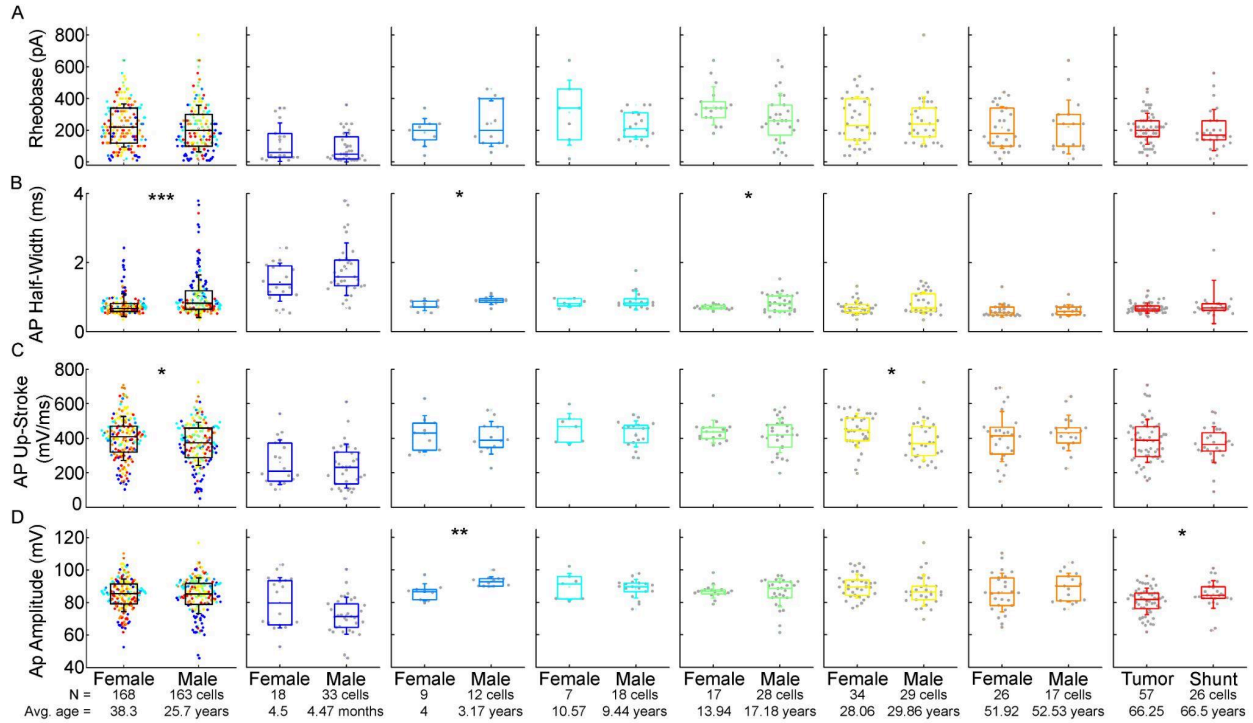 A
Rheobase (pA)
800
600
400
200
0
B
AP Half-Width (ms)
4
2
0
***
*
*
C
AP Up-Stroke
(mV/ms)
800
600
400
200
0
*
*
D
Ap Amplitude (mV)
120
100
80
60
40
**
*
Female Male Female Male Female Male Female Male Female Male Female Male Female Male Tumor Shunt
N = 168 163 cells 18 33 cells 9 12 cells 7 18 cells 17 28 cells 34 29 cells 26 17 cells 57 26 cells
Avg. age = 38.3 25.7 years 4.5 4.47 months 4 3.17 years 10.57 9.44 years 13.94 17.18 years 28.06 29.86 years 51.92 52.53 years 66.25 66.5 years